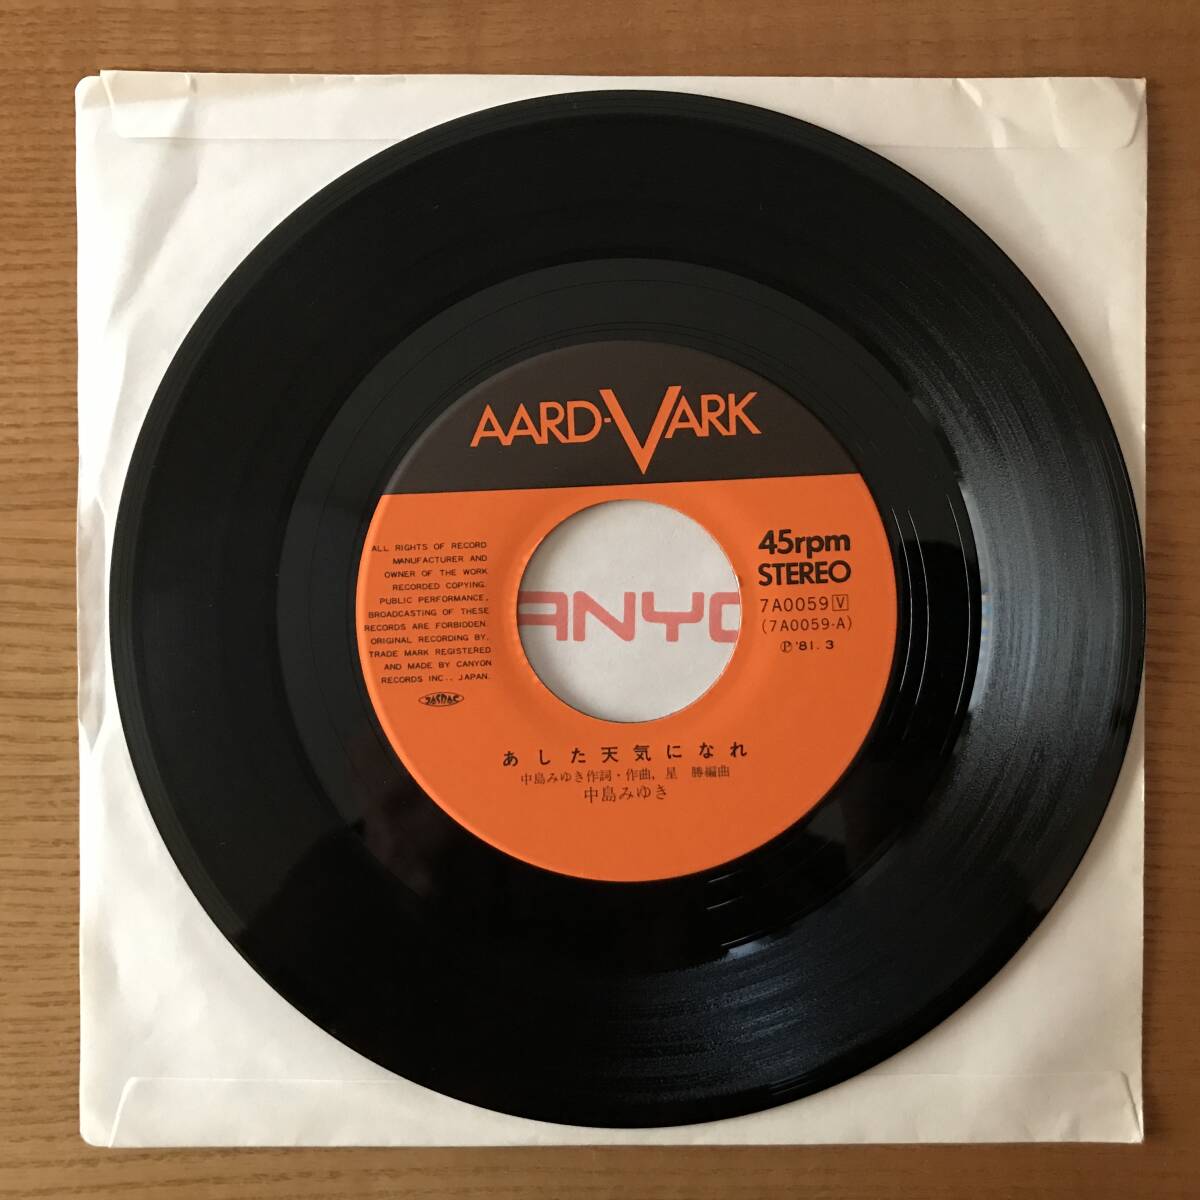 AARD-VARK
ALL RIGHTS OF RECORD
MANUFACTURER AND
OWNER OF THE WORK
RECORDED COPYING,
PUBLIC PERFORMANCE,
BROADCASTING OF THESE
RECORDS ARE FORBIDDEN.
ORIGINAL RECORDING BY,
TRADE MARK REGISTERED
AND MADE BY CANYON
RECORDS INC., JAPAN.
JASRAC
ANYO
45rpm
STEREO
7A0059 V
(7A0059-A)
℗'81.3
あした天気になれ
中島みゆき作詞・作曲, 星 勝編曲
中島みゆき